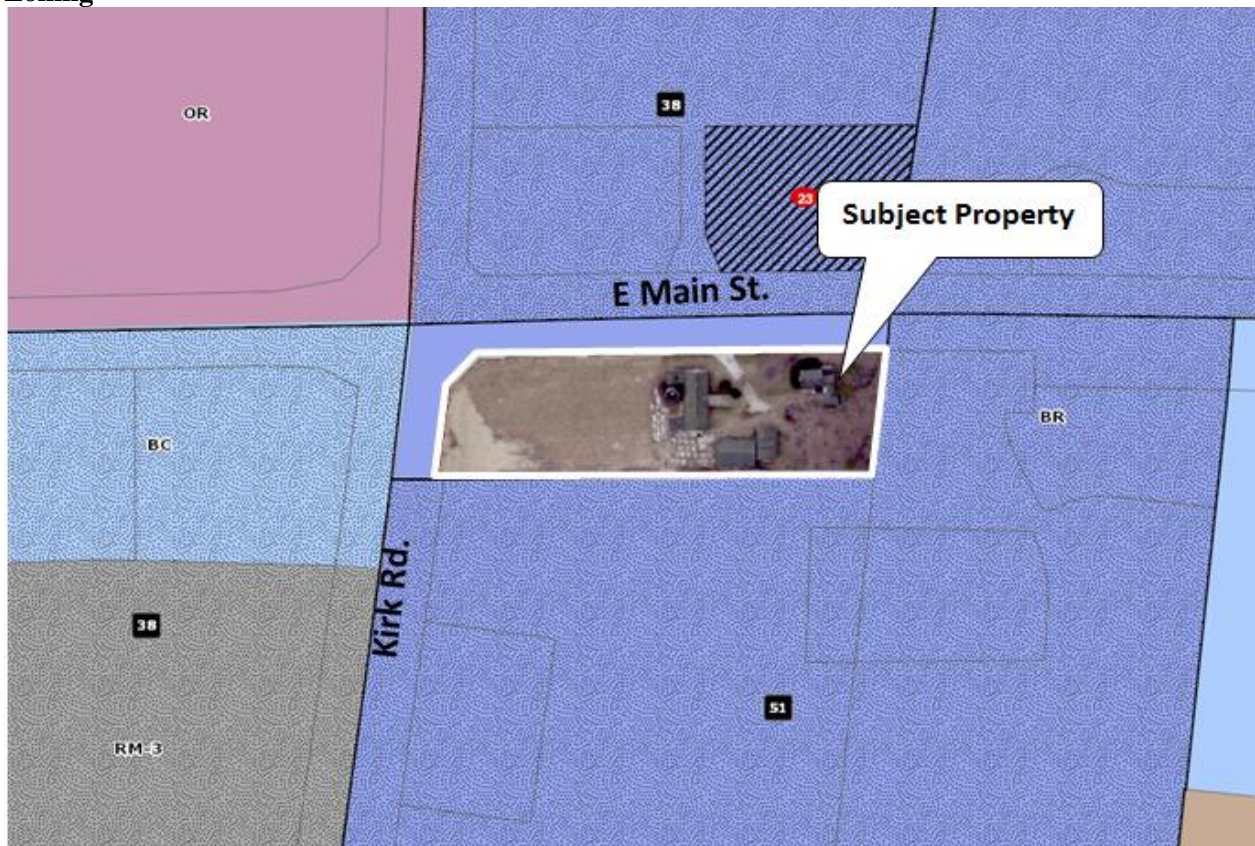 Zoning
OR
38
23
Subject Property
E Main St.
BC
BR
Kirk Rd.
38
51
RM-3